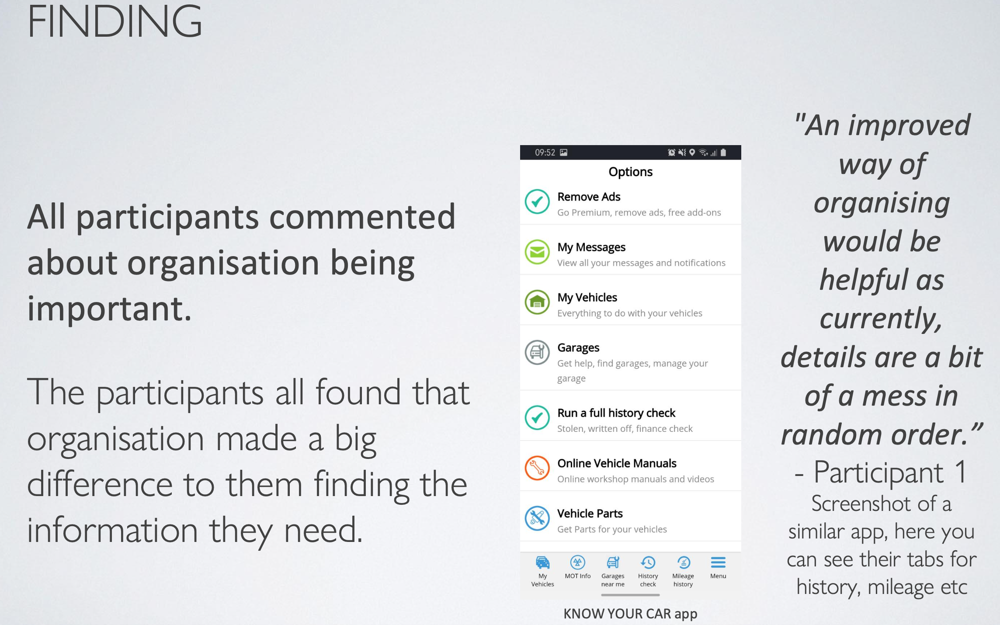 FINDING
All participants commented
about organisation being
important.
The participants all found that
organisation made a big
difference to them finding the
information they need.
09:52
Options
Remove Ads
Go Premium, remove ads, free add-ons
My Messages
View all your messages and notifications
My Vehicles
Everything to do with your vehicles
Garages
Get help, find garages, manage your
garage
Run a full history check
Stolen, written off, finance check
Online Vehicle Manuals
Online workshop manuals and videos
Vehicle Parts
Get Parts for your vehicles
My
Vehicles
MOT Info
Garages
near me
History
check
Mileage
history
Menu
KNOW YOUR CAR app
"An improved
way of
organising
would be
helpful as
currently,
details are a bit
of a mess in
random order.”
- Participant 1
Screenshot of a
similar app, here you
can see their tabs for
history, mileage etc